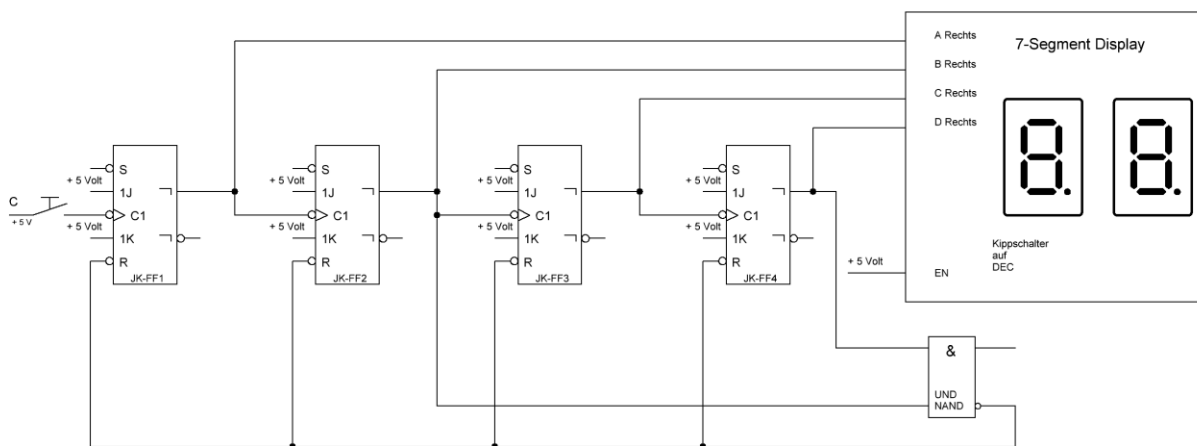 A Rechts
7-Segment Display
B Rechts
C Rechts
D Rechts
S
+ 5 Volt
1J
C
+ 5 V
C1
+ 5 Volt
1K
R
JK-FF1
S
+ 5 Volt
1J
C1
+ 5 Volt
1K
R
JK-FF2
S
+ 5 Volt
1J
C1
+ 5 Volt
1K
R
JK-FF3
S
+ 5 Volt
1J
C1
+ 5 Volt
1K
R
JK-FF4
Kippschalter
auf
DEC
+ 5 Volt
EN
&
UND
NAND